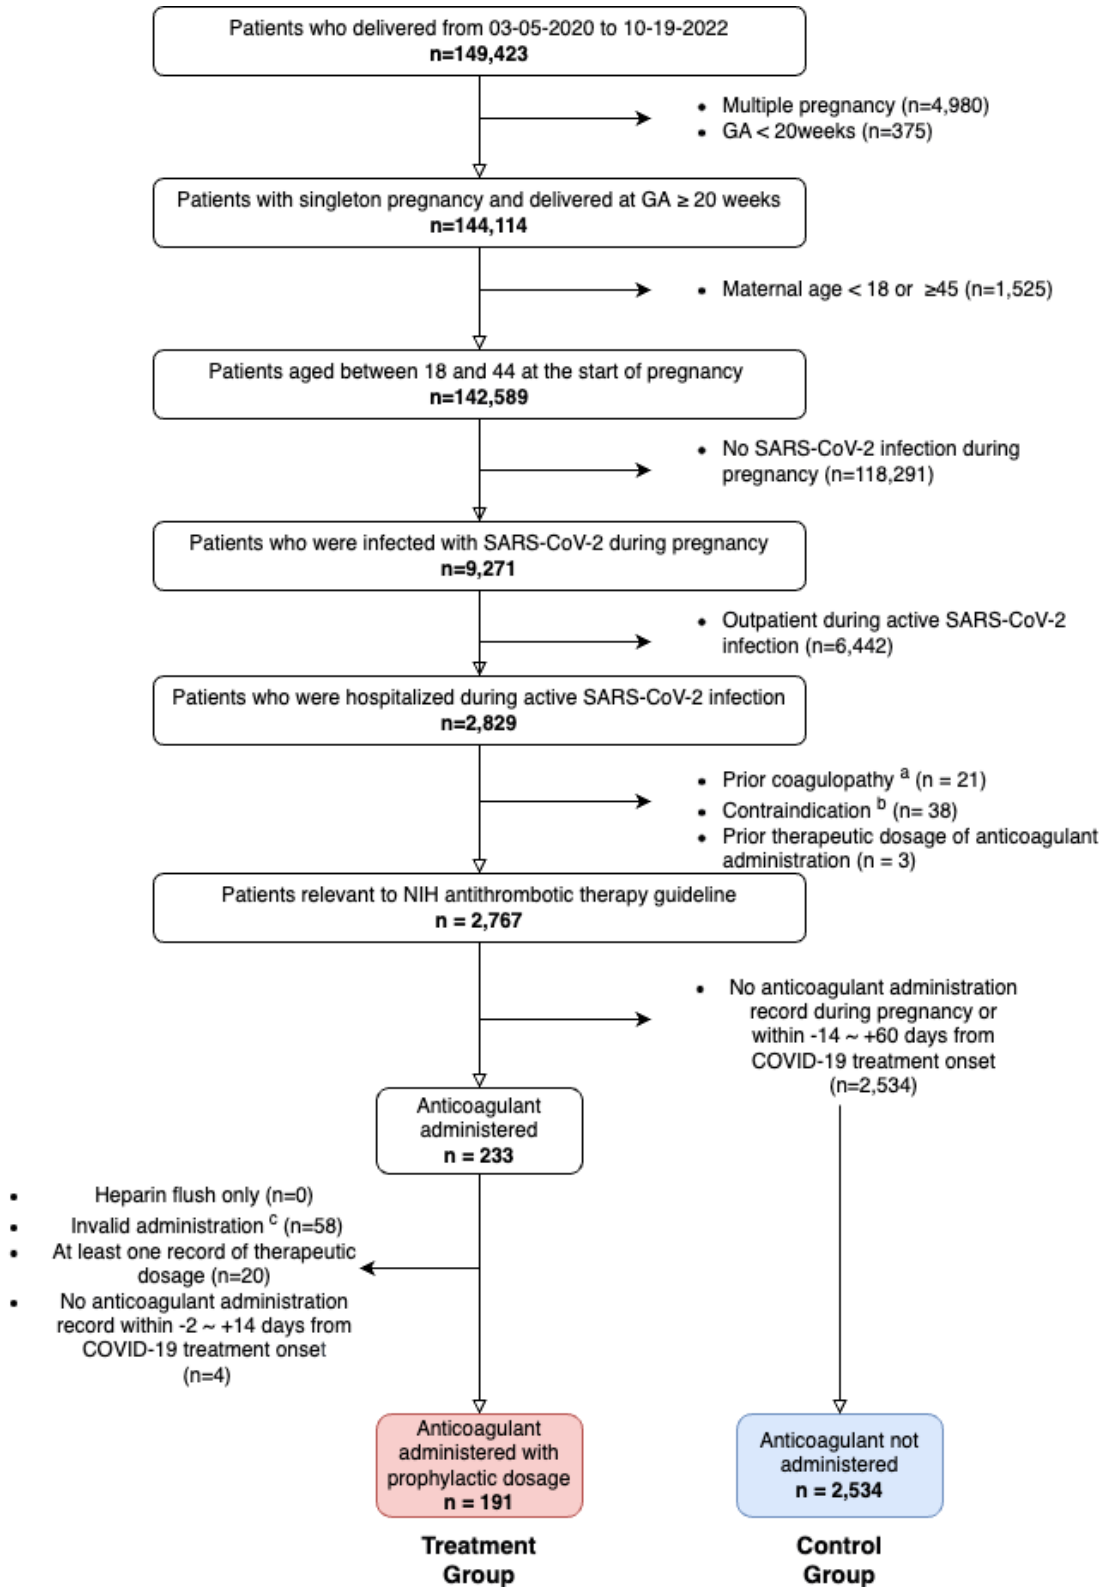 Patients who delivered from 03-05-2020 to 10-19-2022
n=149,423
• Multiple pregnancy (n=4,980)
• GA < 20weeks (n=375)
Patients with singleton pregnancy and delivered at GA ≥ 20 weeks
n=144,114
• Maternal age < 18 or ≥45 (n=1,525)
Patients aged between 18 and 44 at the start of pregnancy
n=142,589
• No SARS-CoV-2 infection during
pregnancy (n=118,291)
Patients who were infected with SARS-CoV-2 during pregnancy
n=9,271
• Outpatient during active SARS-CoV-2
infection (n=6,442)
Patients who were hospitalized during active SARS-CoV-2 infection
n=2,829
• Prior coagulopathy a (n = 21)
• Contraindication b (n= 38)
• Prior therapeutic dosage of anticoagulant
administration (n = 3)
Patients relevant to NIH antithrombotic therapy guideline
n = 2,767
• No anticoagulant administration
record during pregnancy or
within -14 ~ +60 days from
COVID-19 treatment onset
(n=2,534)
Anticoagulant
administered
n = 233
• Heparin flush only (n=0)
• Invalid administration c (n=58)
• At least one record of therapeutic
dosage (n=20)
• No anticoagulant administration
record within -2 ~ +14 days from
COVID-19 treatment onset
(n=4)
Anticoagulant
administered with
prophylactic dosage
n = 191
Anticoagulant not
administered
n = 2,534
Treatment
Group
Control
Group